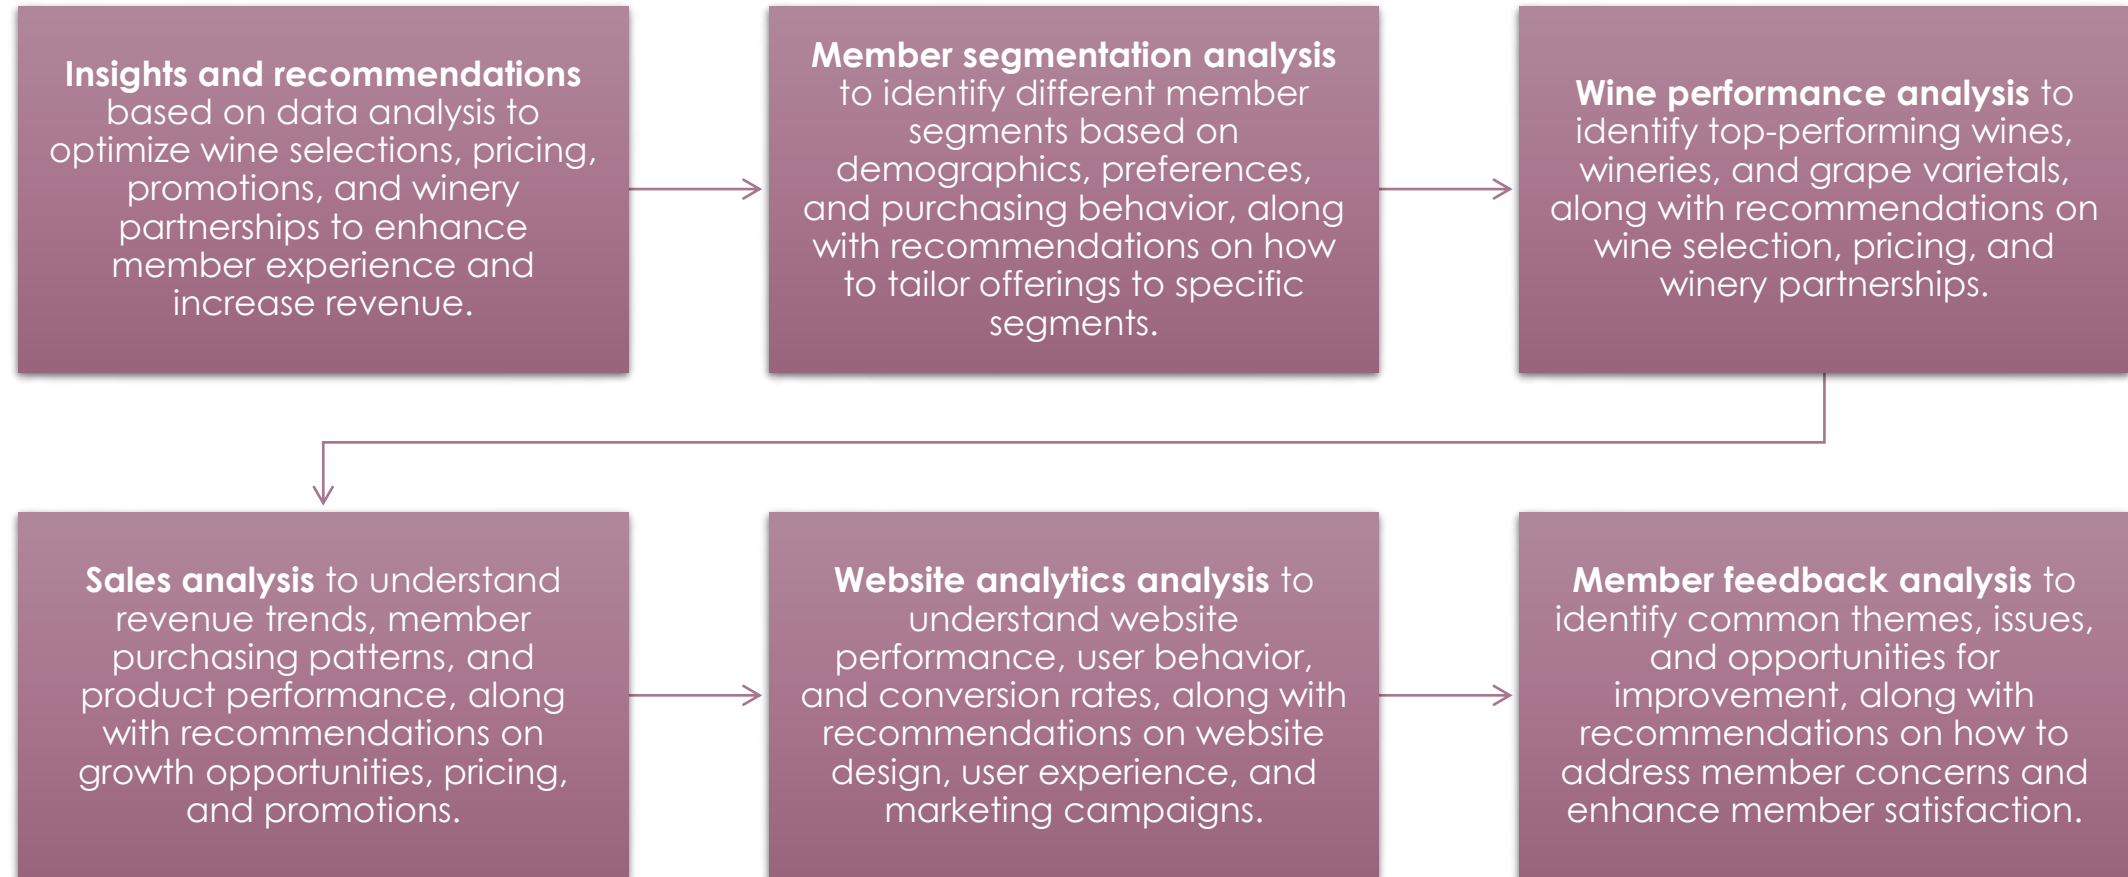 Insights and recommendations
based on data analysis to
optimize wine selections, pricing,
promotions, and winery
partnerships to enhance
member experience and
increase revenue.
Member segmentation analysis
to identify different member
segments based on
demographics, preferences,
and purchasing behavior, along
with recommendations on how
to tailor offerings to specific
segments.
Wine performance analysis to
identify top-performing wines,
wineries, and grape varietals,
along with recommendations on
wine selection, pricing, and
winery partnerships.
Sales analysis to understand
revenue trends, member
purchasing patterns, and
product performance, along
with recommendations on
growth opportunities, pricing,
and promotions.
Website analytics analysis to
understand website
performance, user behavior,
and conversion rates, along with
recommendations on website
design, user experience, and
marketing campaigns.
Member feedback analysis to
identify common themes, issues,
and opportunities for
improvement, along with
recommendations on how to
address member concerns and
enhance member satisfaction.